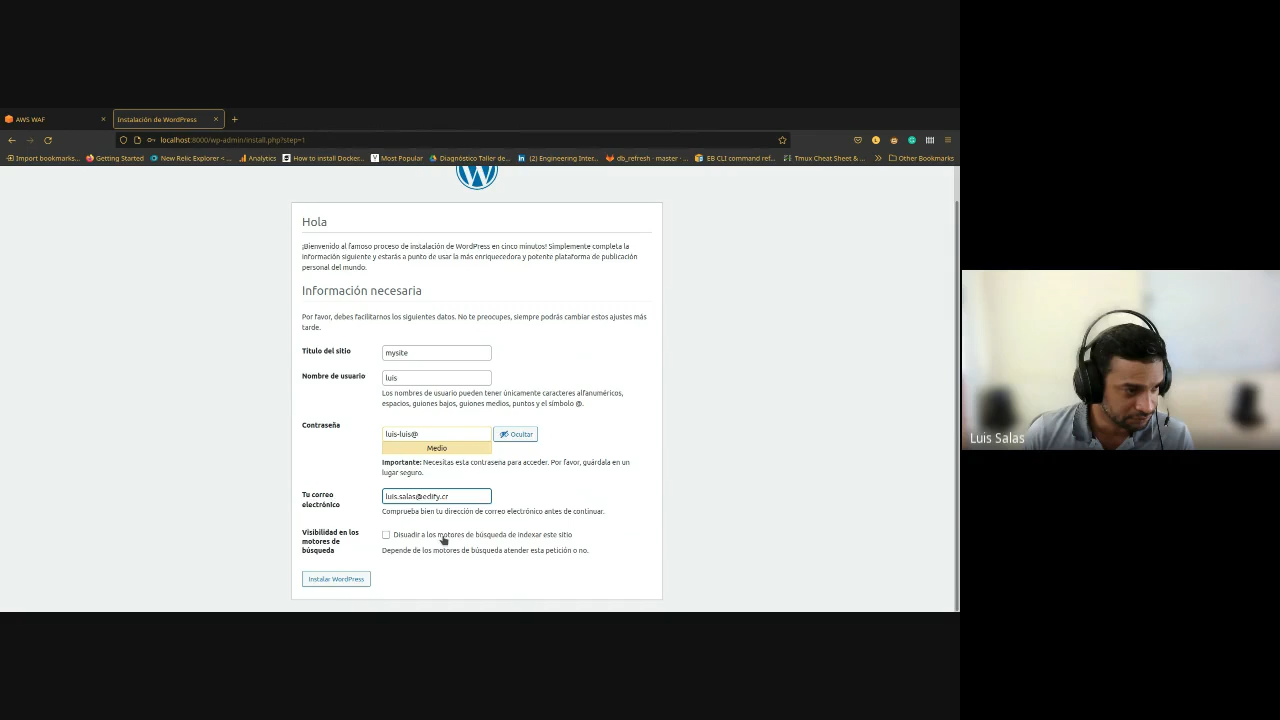 AWS WAF
Instalación de WordPress
localhost:8000/wp-admin/install.php?step=1
Import bookmarks...
Getting Started
New Relic Explorer < ...
Analytics
How to install Docker...
Most Popular
Diagnóstico Taller de...
(2) Engineering Inter...
db_refresh · master · ...
EB CLI command ref...
Tmux Cheat Sheet & ...
Other Bookmarks
Hola
¡Bienvenido al famoso proceso de instalación de WordPress en cinco minutos! Simplemente completa la
información siguiente y estarás a punto de usar la más enriquecedora y potente plataforma de publicación
personal del mundo.
Información necesaria
Por favor, debes facilitarnos los siguientes datos. No te preocupes, siempre podrás cambiar estos ajustes más
tarde.
Título del sitio
mysite
Nombre de usuario
luis
Los nombres de usuario pueden tener únicamente caracteres alfanuméricos,
espacios, guiones bajos, guiones medios, puntos y el símbolo @.
Contraseña
luis-luis@
Ocultar
Medio
Importante: Necesitas esta contraseña para acceder. Por favor, guárdala en un
lugar seguro.
Tu correo
electrónico
luis.salas@edify.cr
Comprueba bien tu dirección de correo electrónico antes de continuar.
Visibilidad en los
motores de
búsqueda
Disuadir a los motores de búsqueda de indexar este sitio
Depende de los motores de búsqueda atender esta petición o no.
Instalar WordPress
Luis Salas